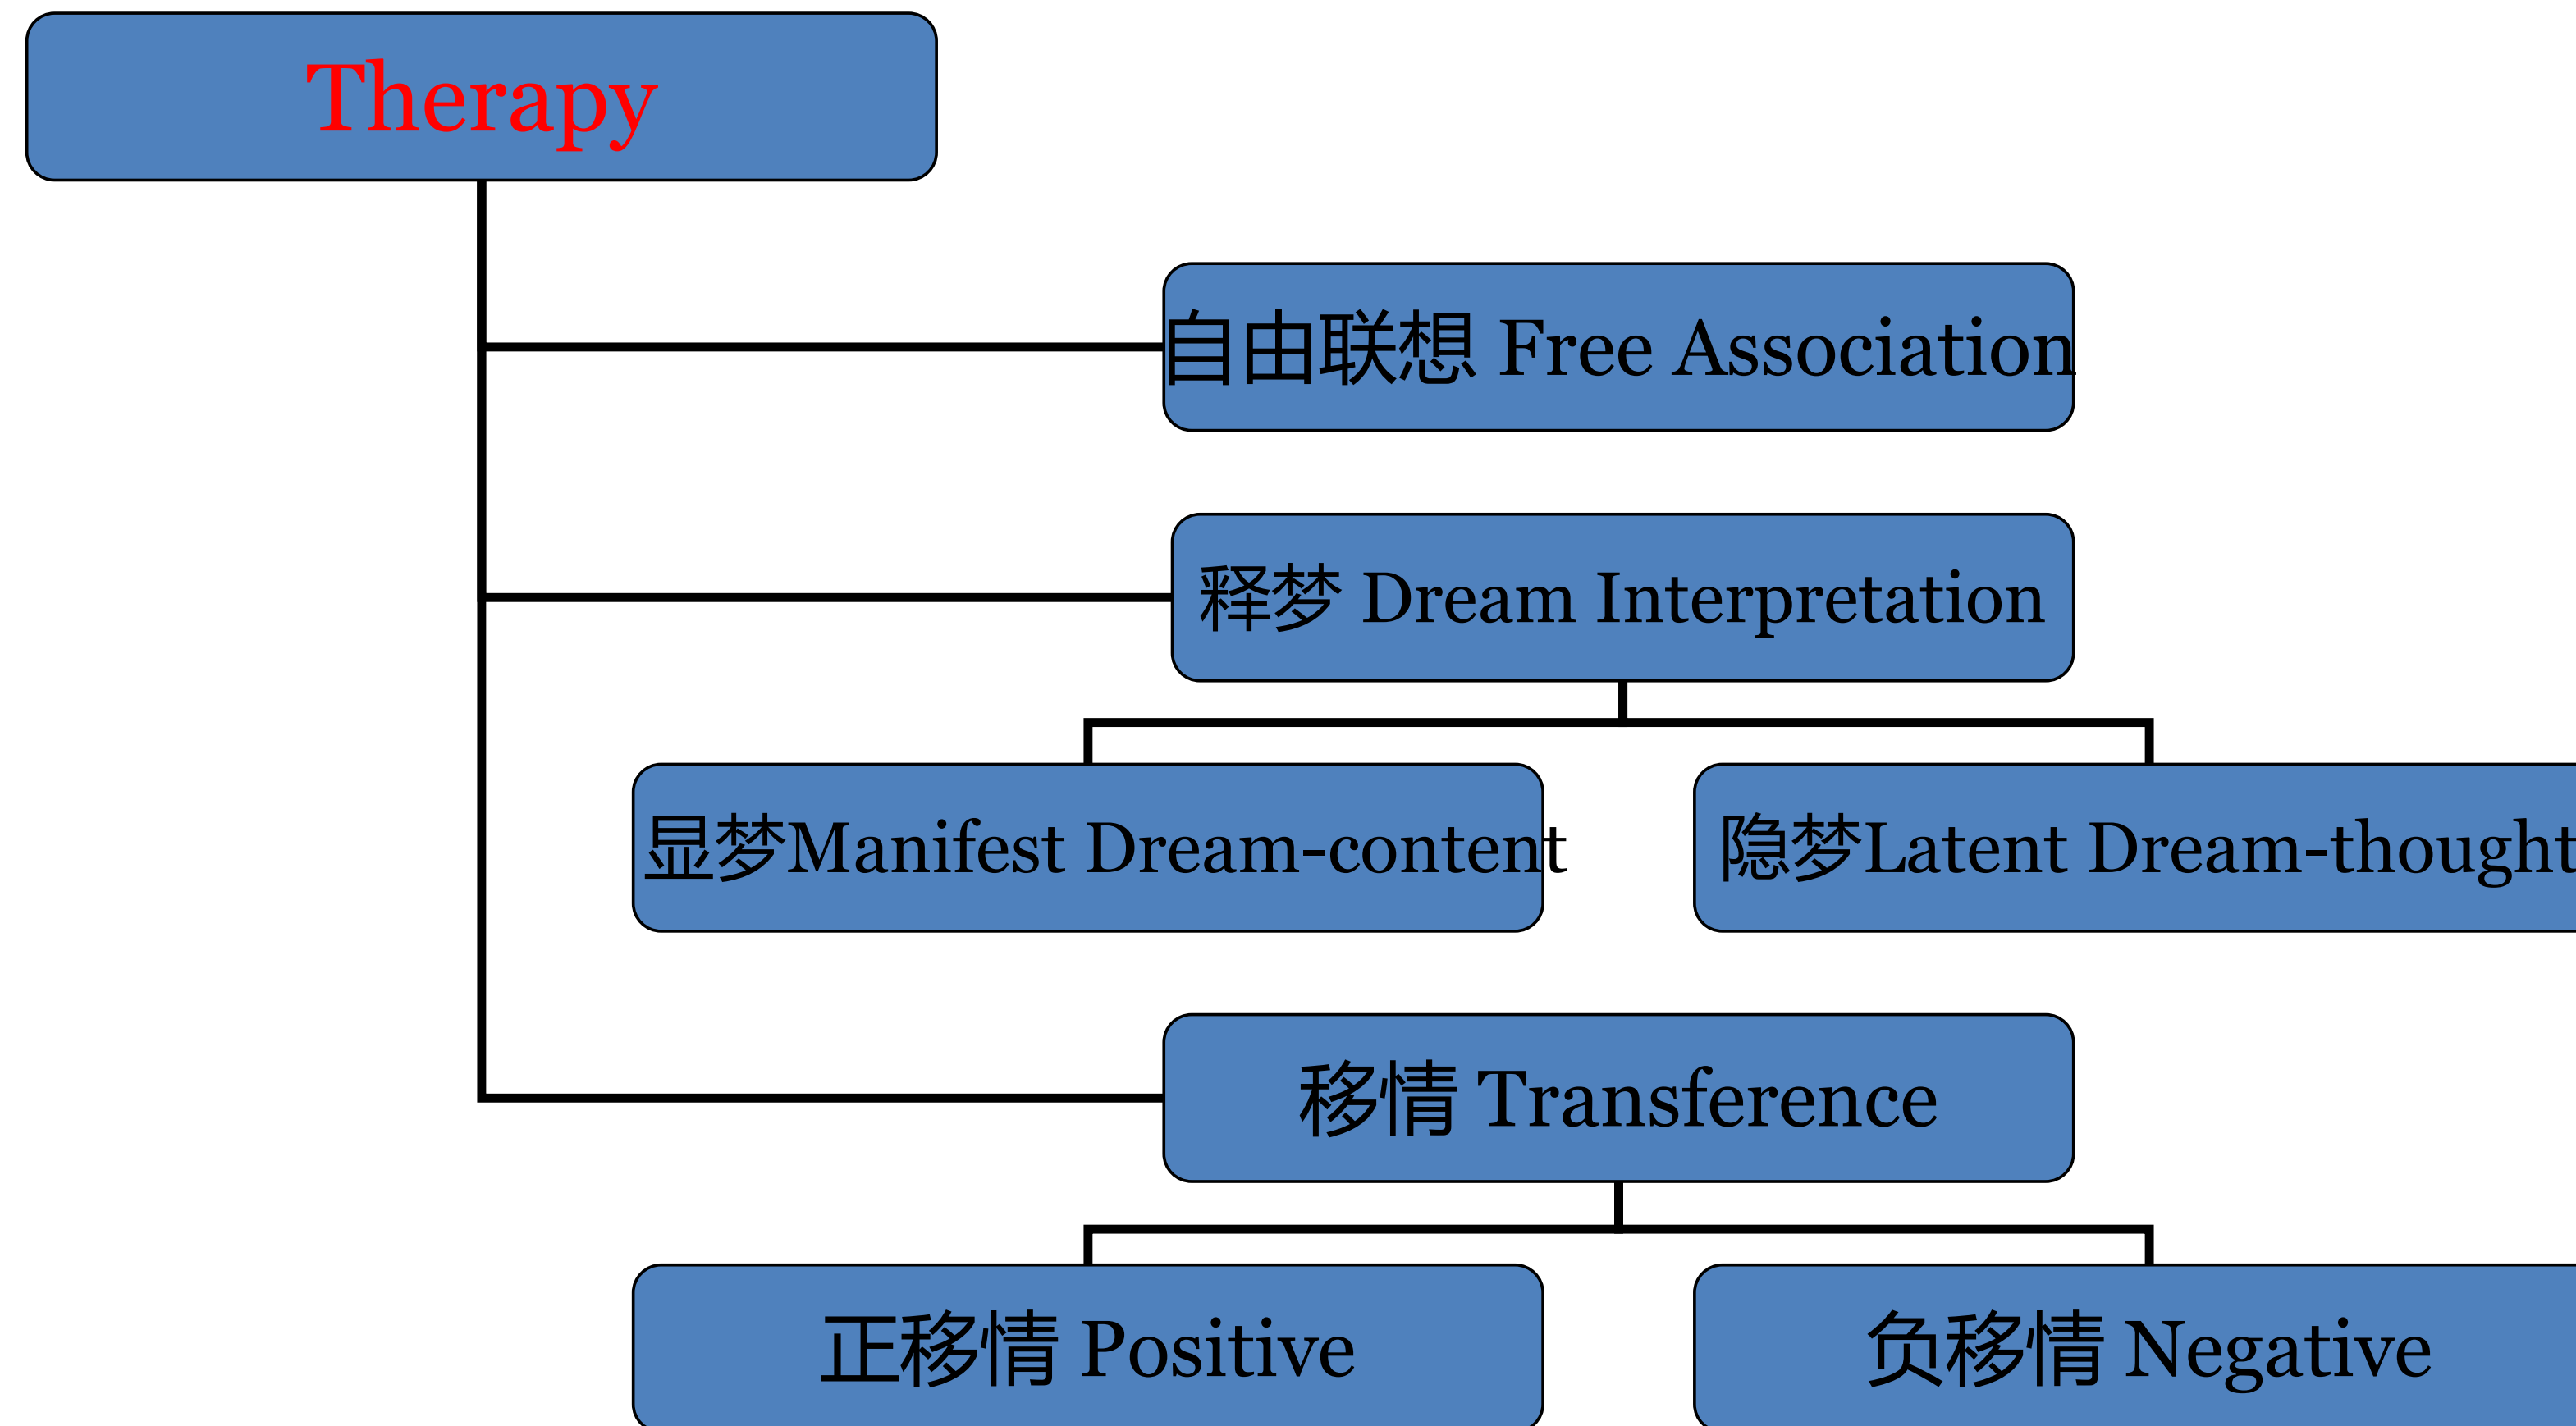 Therapy
自由联想 Free Association
释梦 Dream Interpretation
显梦Manifest Dream-content
隐梦Latent Dream-thought
移情 Transference
正移情 Positive
负移情 Negative